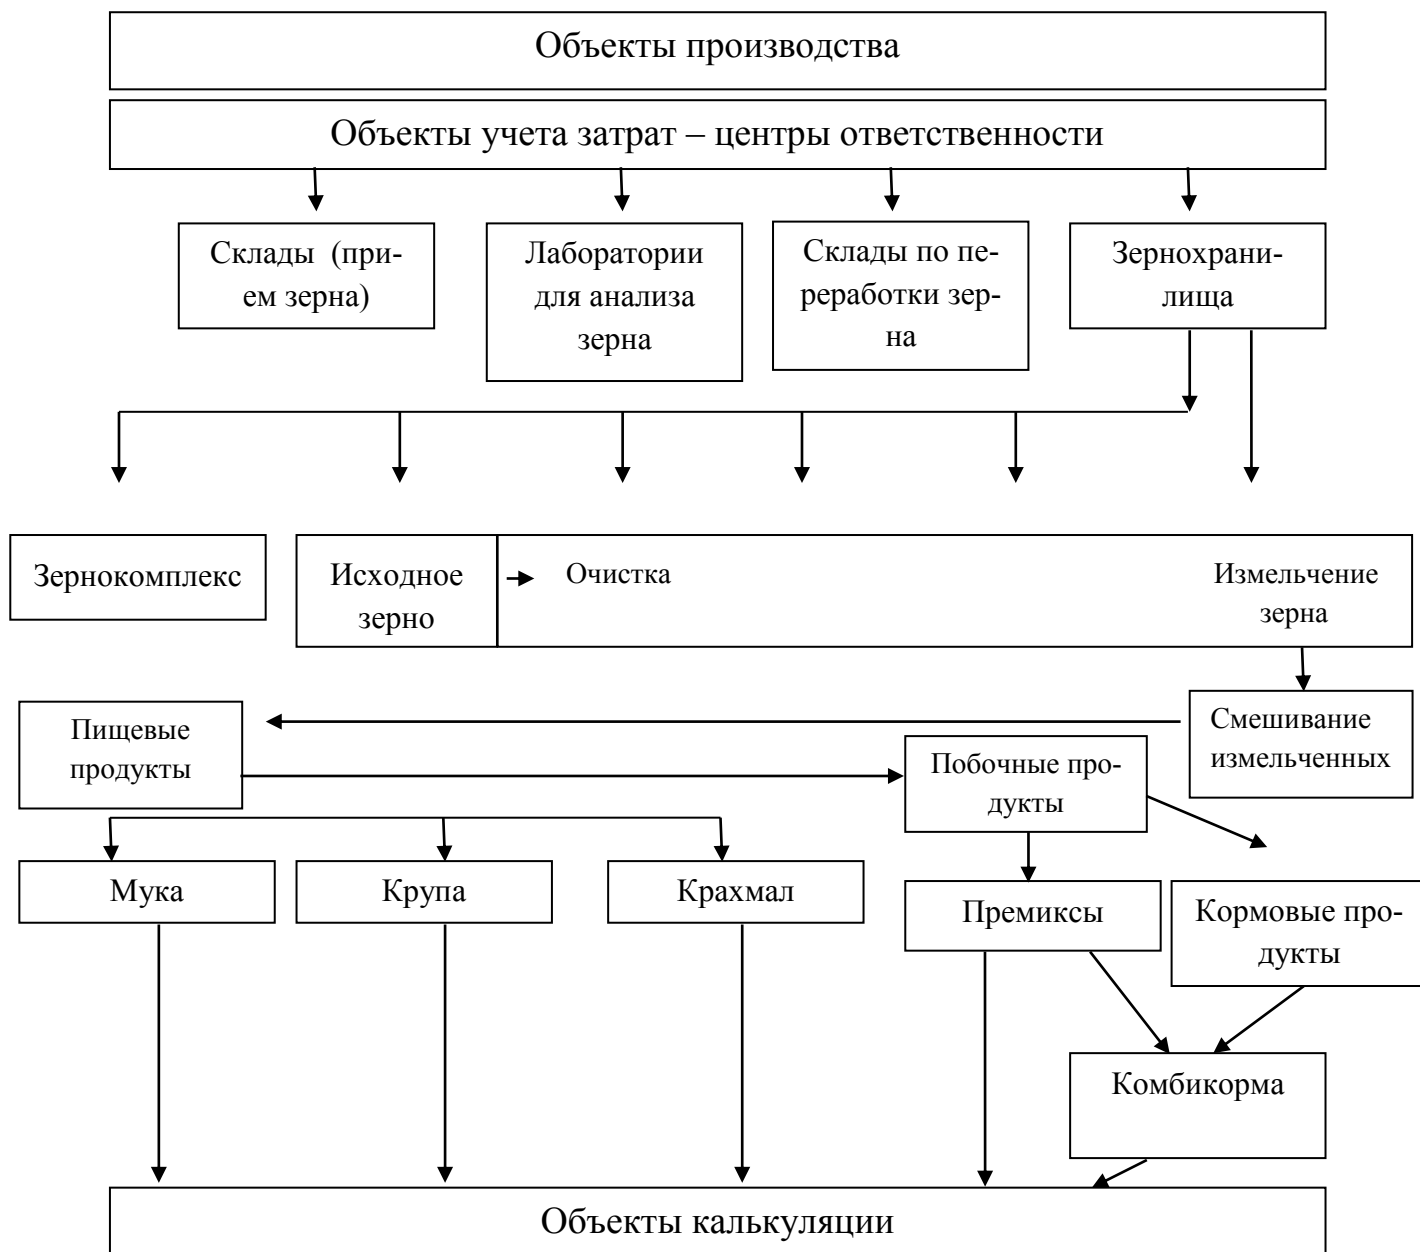 Объекты производства
Объекты учета затрат – центры ответственности
Склады (при-
ем зерна)
Лаборатории
для анализа
зерна
Склады по пе-
реработки зер-
на
Зернохрани-
лища
Зернокомплекс
Исходное
зерно
Очистка
Измельчение
зерна
Пищевые
продукты
Побочные про-
дукты
Смешивание
измельченных
Мука
Крупа
Крахмал
Премиксы
Кормовые про-
дукты
Комбикорма
Объекты калькуляции